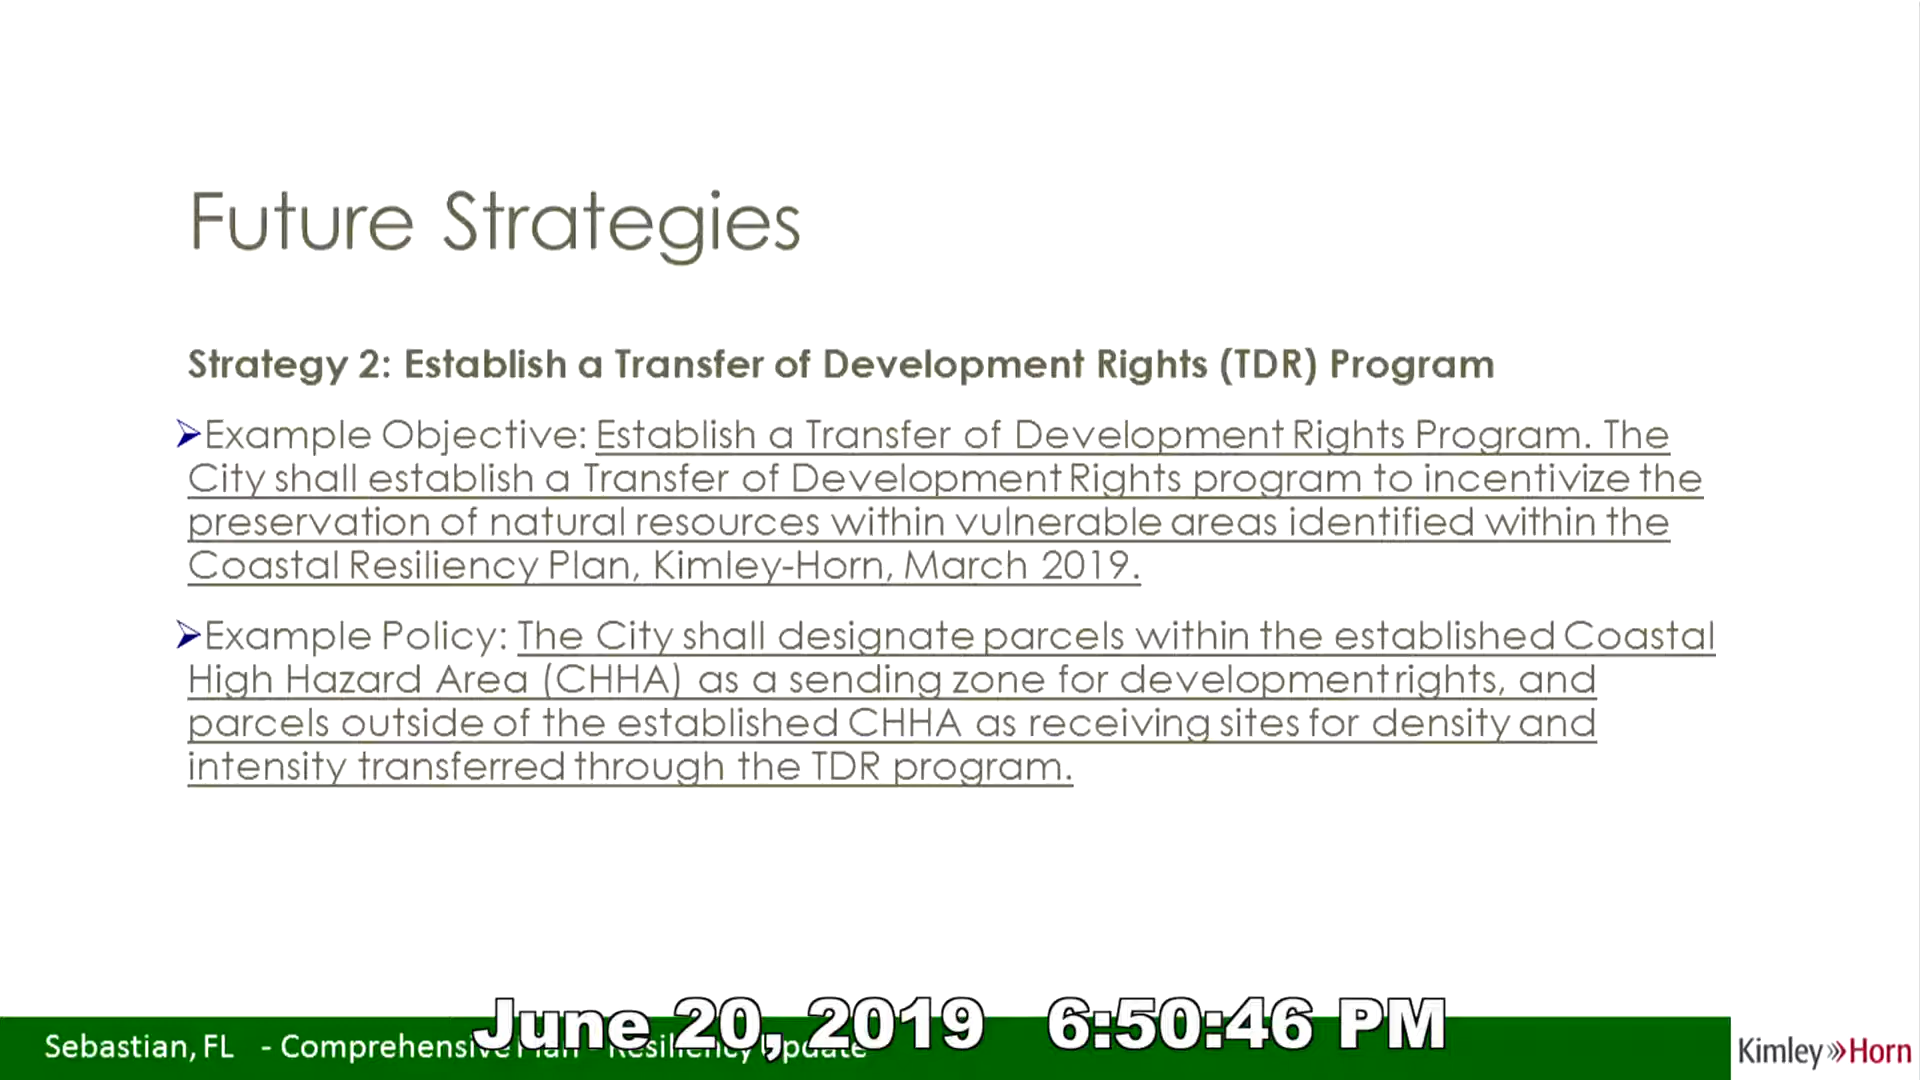 Future Strategies
Strategy 2: Establish a Transfer of Development Rights (TDR) Program
➢Example Objective: Establish a Transfer of Development Rights Program. The
City shall establish a Transfer of Development Rights program to incentivize the
preservation of natural resources within vulnerable areas identified within the
Coastal Resiliency Plan, Kimley-Horn, March 2019.
➢Example Policy: The City shall designate parcels within the established Coastal
High Hazard Area (CHHA) as a sending zone for development rights, and
parcels outside of the established CHHA as receiving sites for density and
intensity transferred through the TDR program.
June 20, 2019 6:50:46 PM
Sebastian, FL - Comprehensive Plan - Resiliency Update
Kimley»Horn